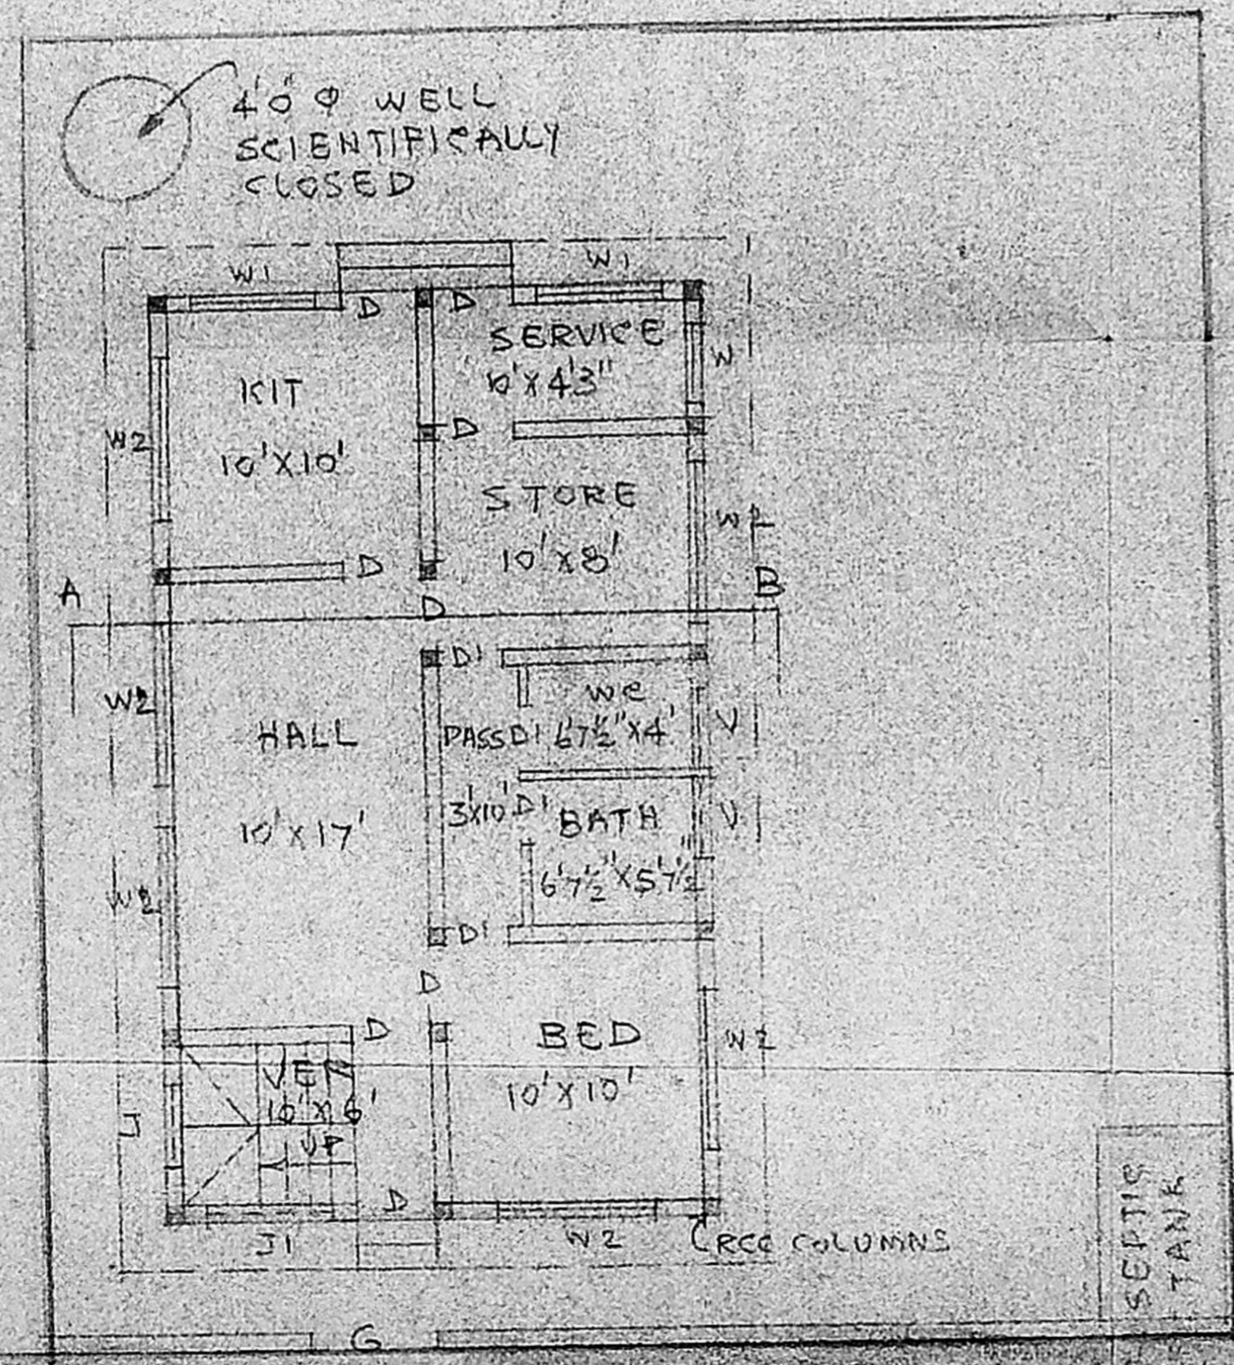 4'0" φ WELL
SCIENTIFICALLY
CLOSED
W1
W1
D
D
SERVICE
10'X4'3"
W
KIT
10'X10'
W2
D
STORE
10'X8'
W2
D
A
B
D
D1
WC
PASS D1 6'7½"X4'
V
W2
HALL
10'X17'
3'X10' D1
BATH
V
6'7½"X5'7½"
W2
D1
D
D
BED
10'X10'
W2
VER
10'X6'
UP
J
D
J1
W2
RCC COLUMNS
SEPTIC
TANK
G